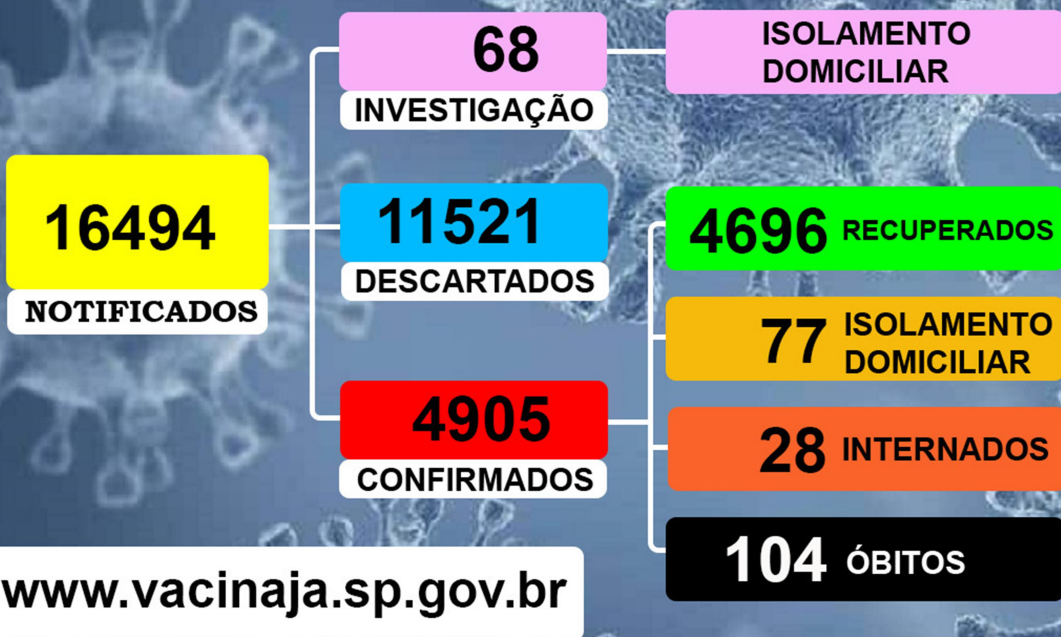 16494
NOTIFICADOS
68
INVESTIGAÇÃO
ISOLAMENTO
DOMICILIAR
11521
DESCARTADOS
4905
CONFIRMADOS
4696 RECUPERADOS
77 ISOLAMENTO
DOMICILIAR
28 INTERNADOS
104 ÓBITOS
www.vacinaja.sp.gov.br